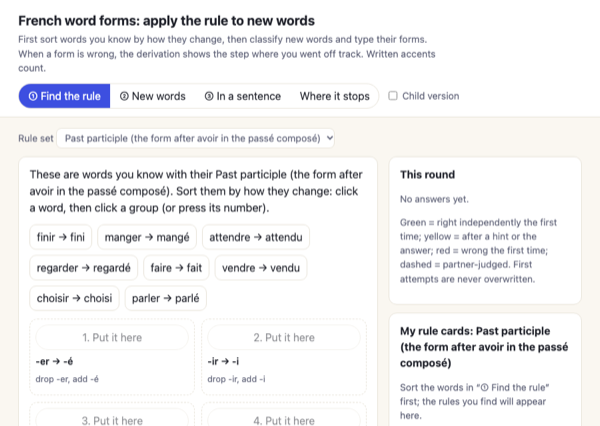 French word forms: apply the rule to new words
First sort words you know by how they change, then classify new words and type their forms.
When a form is wrong, the derivation shows the step where you went off track. Written accents
count.
① Find the rule
② New words
③ In a sentence
Where it stops
Child version
Rule set
Past participle (the form after avoir in the passé composé)
These are words you know with their Past participle (the form after
avoir in the passé composé). Sort them by how they change: click
a word, then click a group (or press its number).
finir → fini
manger → mangé
attendre → attendu
regarder → regardé
faire → fait
vendre → vendu
choisir → choisi
parler → parlé
1. Put it here
-er → -é
drop -er, add -é
2. Put it here
-ir → -i
drop -ir, add -i
3. Put it here
4. Put it here
This round
No answers yet.
Green = right independently the first
time; yellow = after a hint or the
answer; red = wrong the first time;
dashed = partner-judged. First
attempts are never overwritten.
My rule cards: Past participle
(the form after avoir in the passé
composé)
Sort the words in “① Find the rule”
first; the rules you find will appear
here.